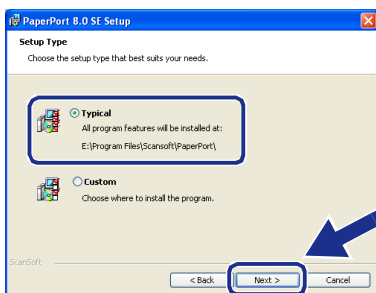 PaperPort 8.0 SE Setup
Setup Type
Choose the setup type that best suits your needs.
Typical
All program features will be installed at:
E:\Program Files\Scansoft\PaperPort\
Custom
Choose where to install the program.
ScanSoft
< Back Next > Cancel